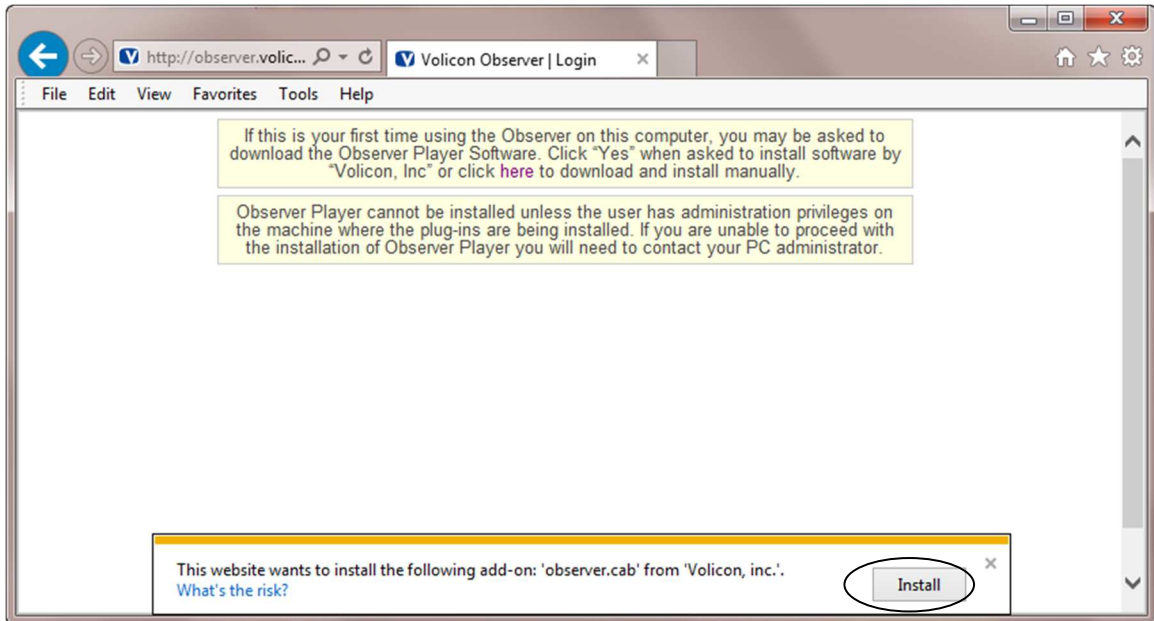 http://observer.volic...
Volicon Observer | Login
File Edit View Favorites Tools Help
If this is your first time using the Observer on this computer, you may be asked to
download the Observer Player Software. Click “Yes” when asked to install software by
“Volicon, Inc” or click here to download and install manually.
Observer Player cannot be installed unless the user has administration privileges on
the machine where the plug-ins are being installed. If you are unable to proceed with
the installation of Observer Player you will need to contact your PC administrator.
This website wants to install the following add-on: 'observer.cab' from 'Volicon, inc.'.
What's the risk?
Install